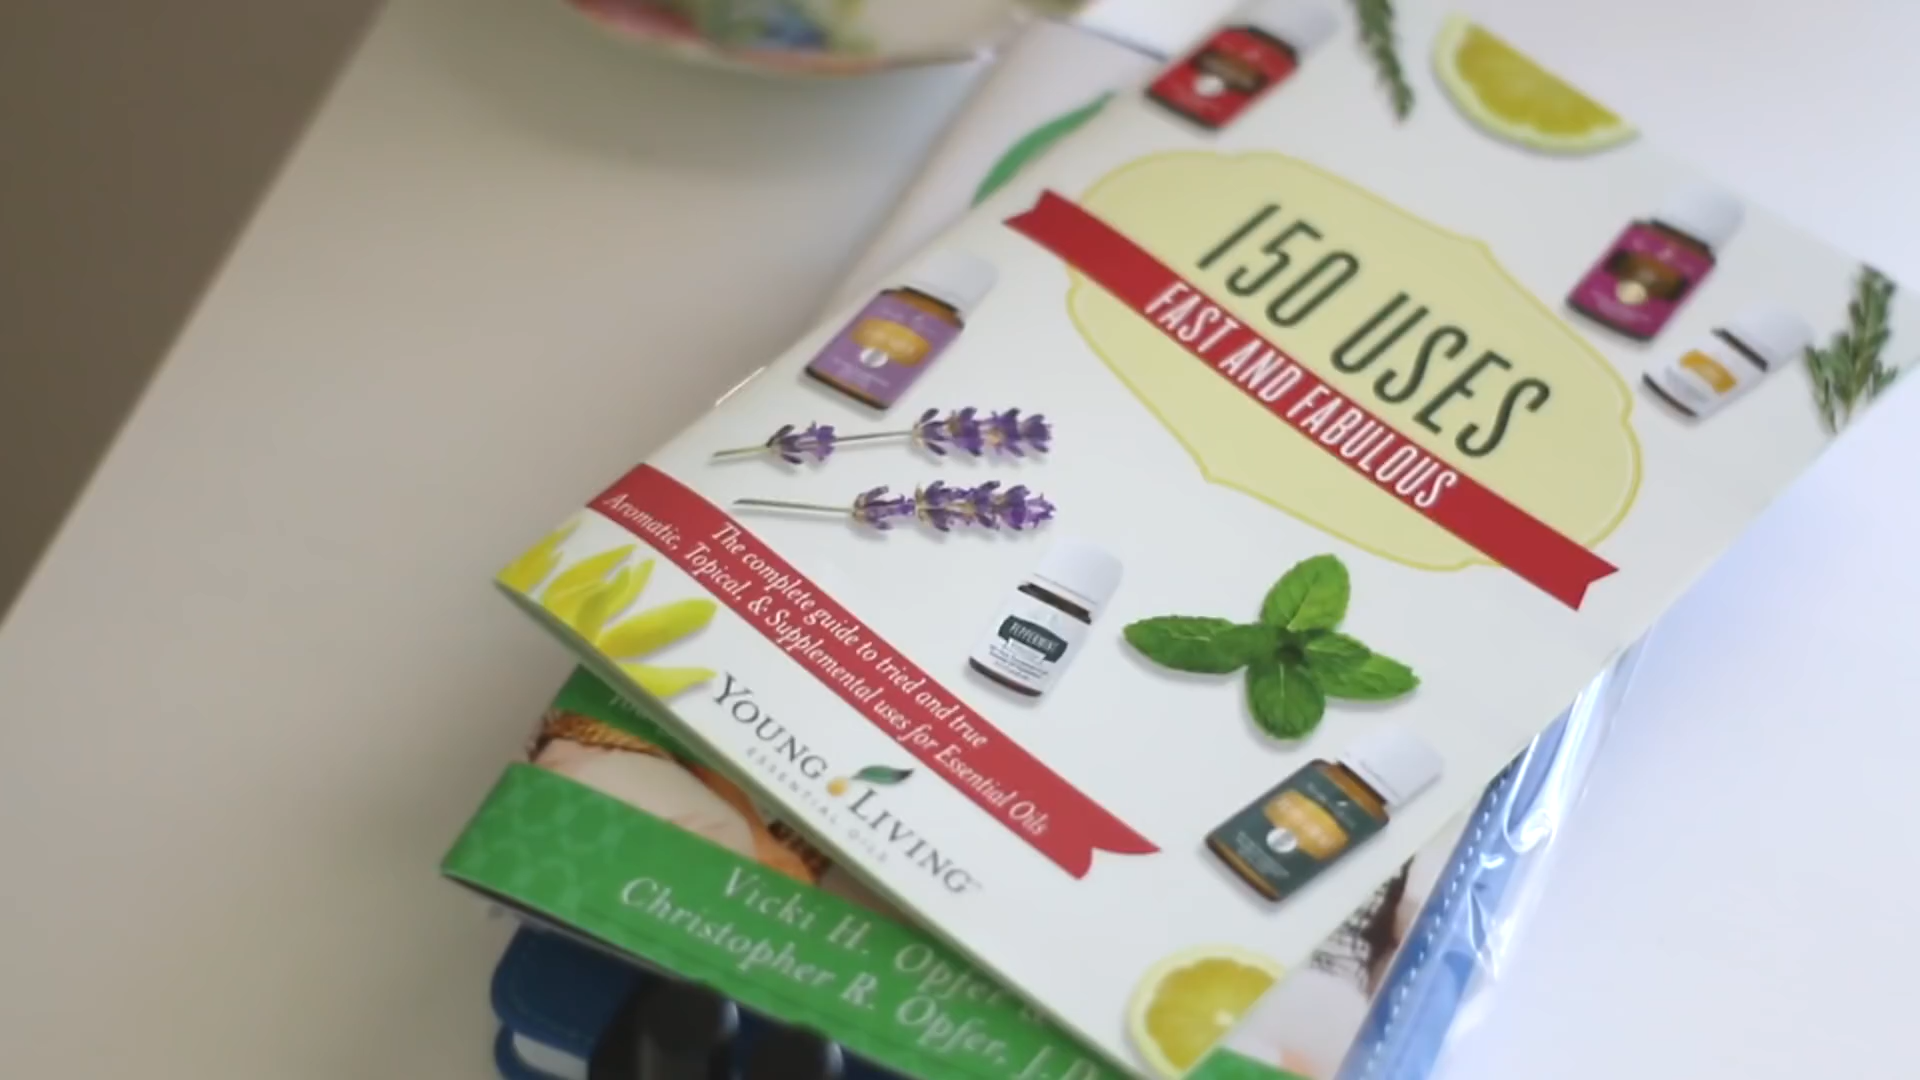 150 USES
FAST AND FABULOUS
The complete guide to tried and true
Aromatic, Topical, & Supplemental uses for Essential Oils
PEPPERMINT
YOUNG LIVING™
ESSENTIAL OILS
Vicki H. Opfer
Christopher R. Opfer, J.D